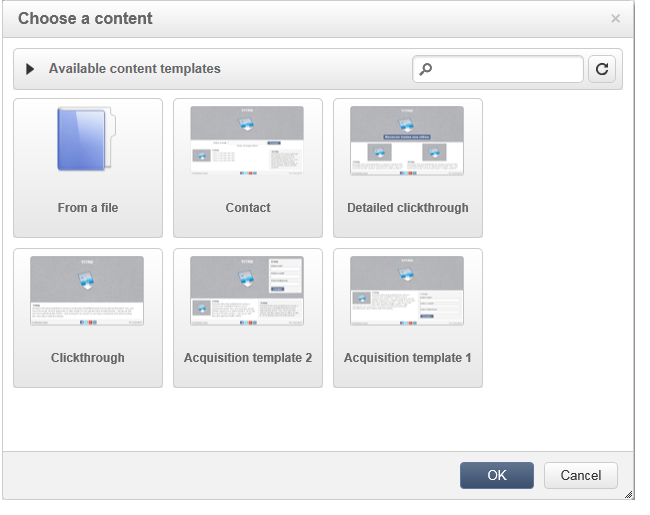 Choose a content
Available content templates
From a file
Contact
Detailed clickthrough
Clickthrough
Acquisition template 2
Acquisition template 1
OK
Cancel